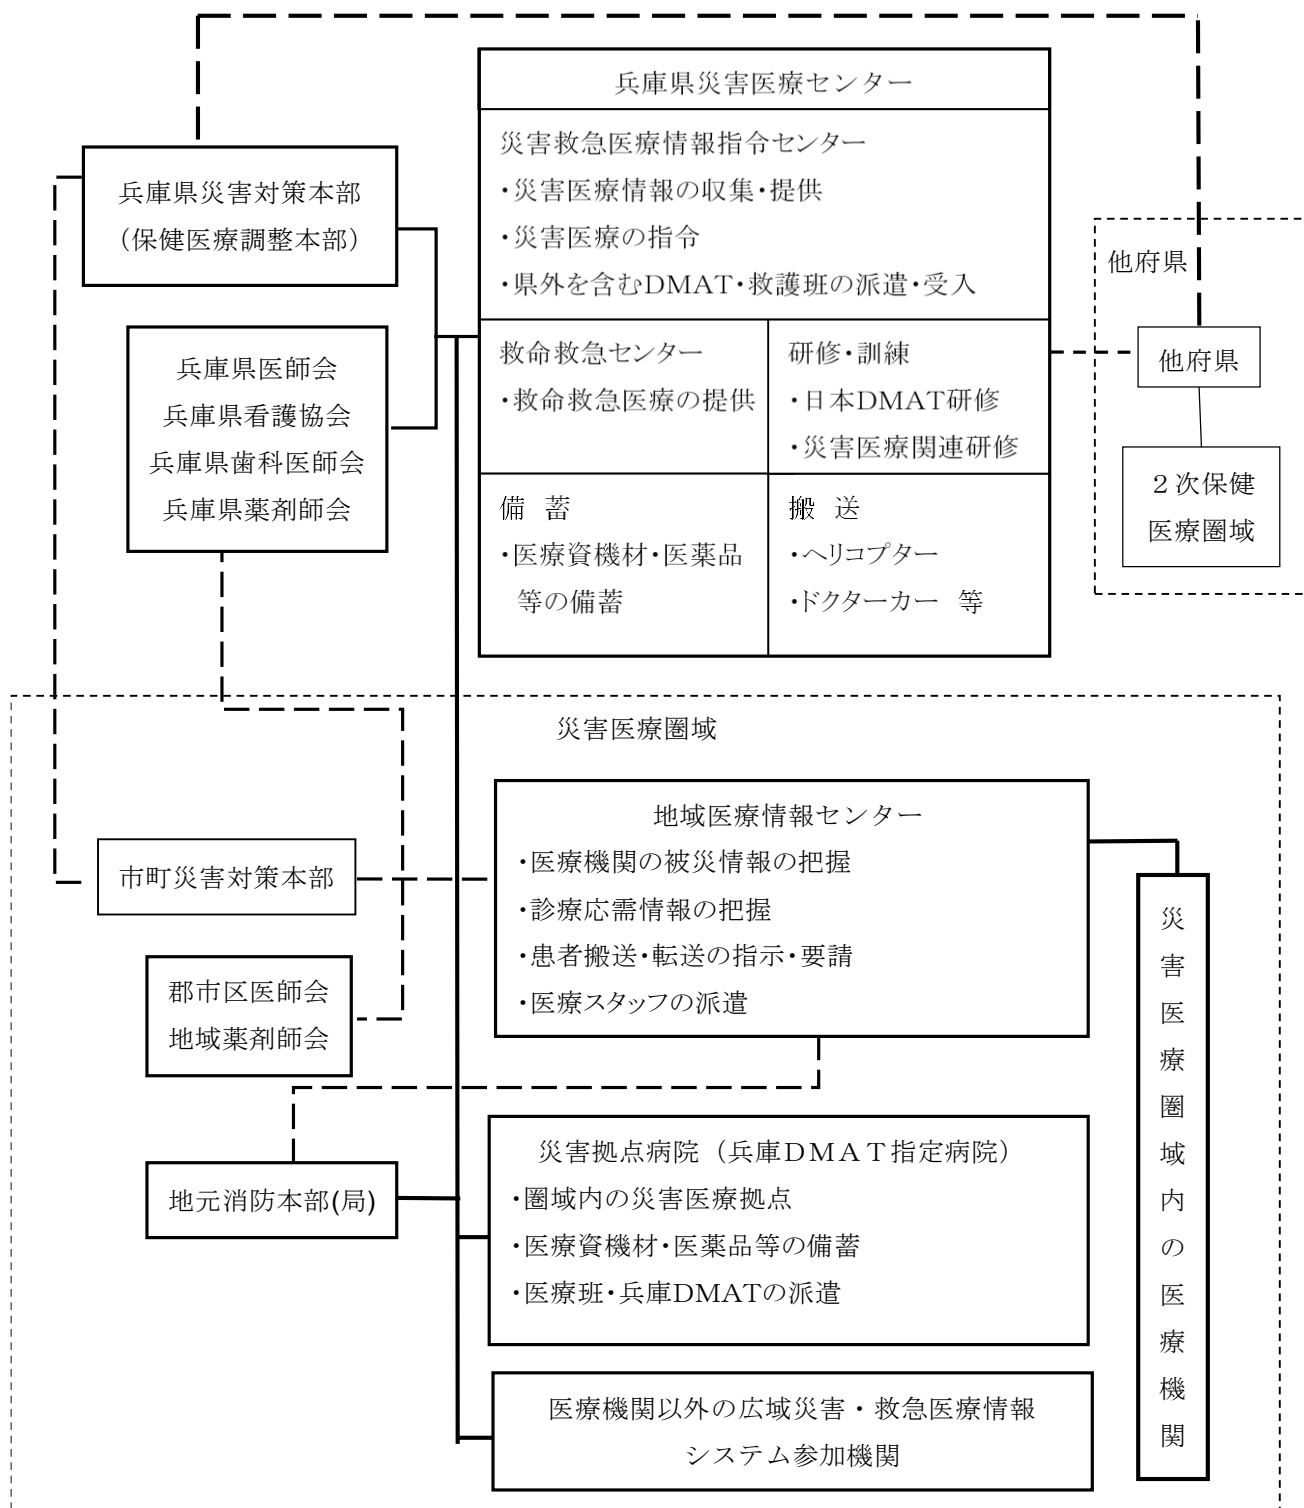 兵庫県災害医療センター
災害救急医療情報指令センター
・災害医療情報の収集・提供
・災害医療の指令
・県外を含むDMAT・救護班の派遣・受入
救命救急センター
・救命救急医療の提供
研修・訓練
・日本DMAT研修
・災害医療関連研修
備　蓄
・医療資機材・医薬品
等の備蓄
搬　送
・ヘリコプター
・ドクターカー　等
兵庫県災害対策本部
（保健医療調整本部）
兵庫県医師会
兵庫県看護協会
兵庫県歯科医師会
兵庫県薬剤師会
他府県
他府県
２次保健
医療圏域
災害医療圏域
地域医療情報センター
・医療機関の被災情報の把握
・診療応需情報の把握
・患者搬送・転送の指示・要請
・医療スタッフの派遣
市町災害対策本部
郡市区医師会
地域薬剤師会
地元消防本部(局)
災害拠点病院（兵庫DMAT指定病院）
・圏域内の災害医療拠点
・医療資機材・医薬品等の備蓄
・医療班・兵庫DMATの派遣
医療機関以外の広域災害・救急医療情報
システム参加機関
災害医療圏域内の医療機関